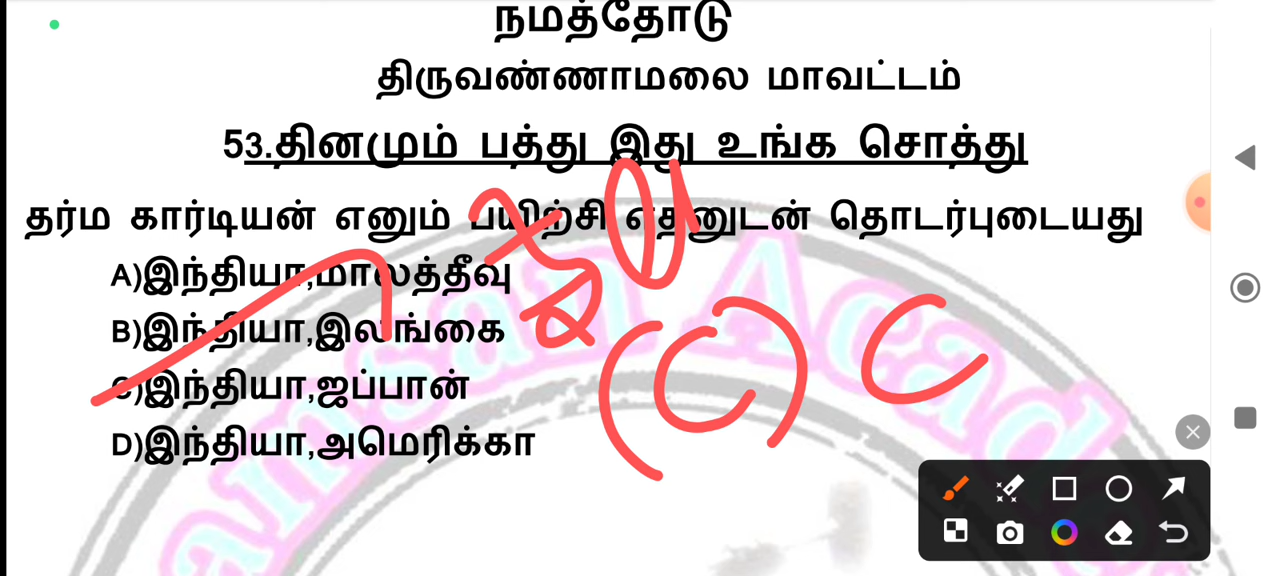 நமத்தோடு
திருவண்ணாமலை மாவட்டம்
53.தினமும் பத்து இது உங்க சொத்து
தர்ம கார்டியன் எனும் பயிற்சி எதனுடன் தொடர்புடையது
A)இந்தியா,மாலத்தீவு
B)இந்தியா,இலங்கை
C)இந்தியா,ஜப்பான்
D)இந்தியா,அமெரிக்கா
(C) C